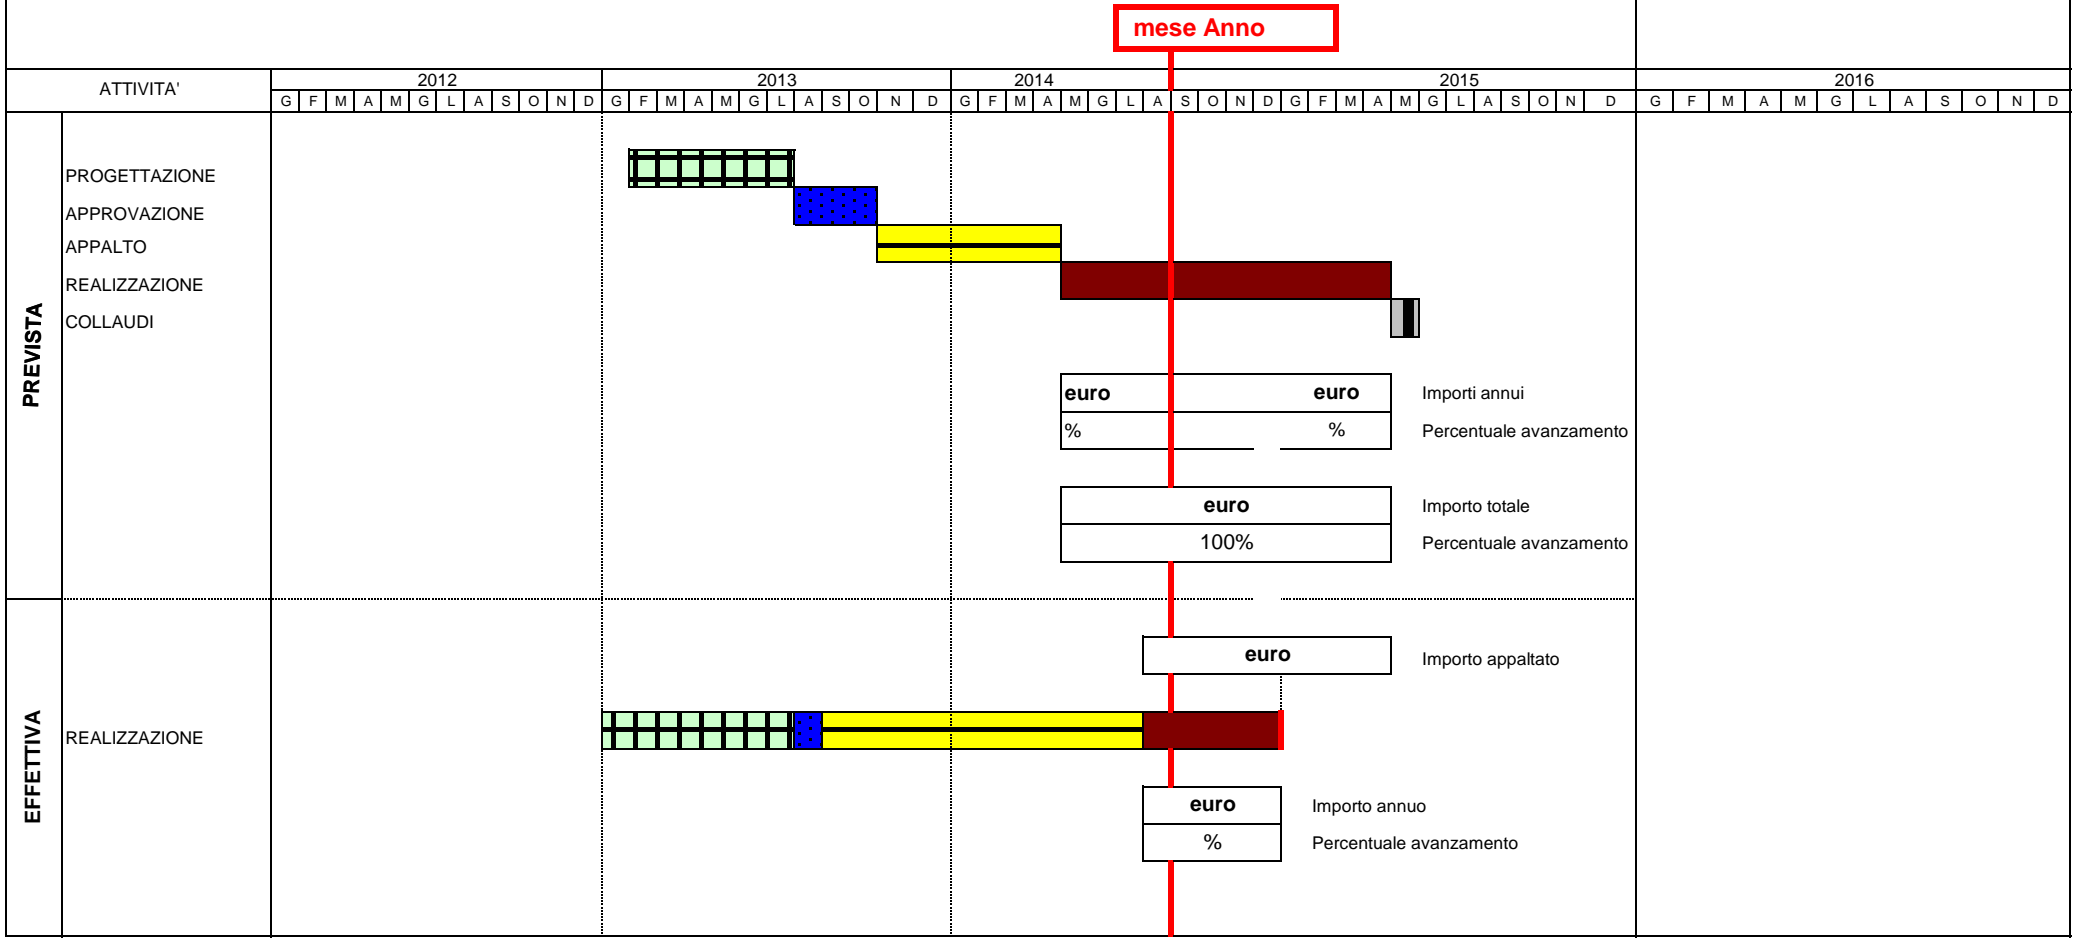 mese Anno
ATTIVITA' 2012 2013 2014 2015 2016
G F M A M G L A S O N D G F M A M G L A S O N D G F M A M G L A S O N D G F M A M G L A S O N D G F M A M G L A S O N D
PREVISTA
PROGETTAZIONE
APPROVAZIONE
APPALTO
REALIZZAZIONE
COLLAUDI
euro euro Importi annui
% % Percentuale avanzamento
euro Importo totale
100% Percentuale avanzamento
EFFETTIVA
euro Importo appaltato
REALIZZAZIONE
euro Importo annuo
% Percentuale avanzamento